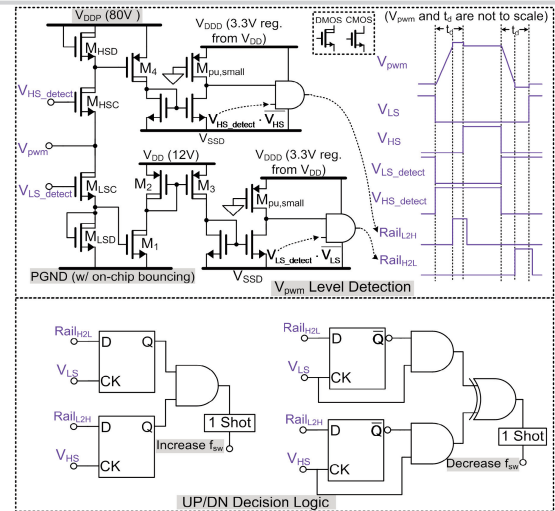 V_DDP (80V)
V_DDD (3.3V reg.
from V_DD)
DMOS CMOS
(V_pwm and t_d are not to scale)
t_d
t_d
M_HSD
M_4
M_pu,small
V_pwm
V_HS_detect
M_HSC
V_HS_detect · V̅_HS
V_LS
V_SSD
V_HS
V_pwm
V_DD (12V)
V_DDD (3.3V reg.
from V_DD)
V_LS_detect
M_LSC
M_2
M_3
M_pu,small
V_LS_detect
V_HS_detect
M_LSD
M_1
V_LS_detect · V̅_LS
Rail_L2H
Rail_H2L
PGND (w/ on-chip bouncing)
V_SSD
V_pwm Level Detection
Rail_H2L
D
Q
V_LS
CK
Rail_L2H
D
Q
V_HS
CK
1 Shot
Increase f_sw
Rail_H2L
D
Q̅
V_LS
CK
Rail_L2H
D
Q̅
V_HS
CK
1 Shot
Decrease f_sw
UP/DN Decision Logic